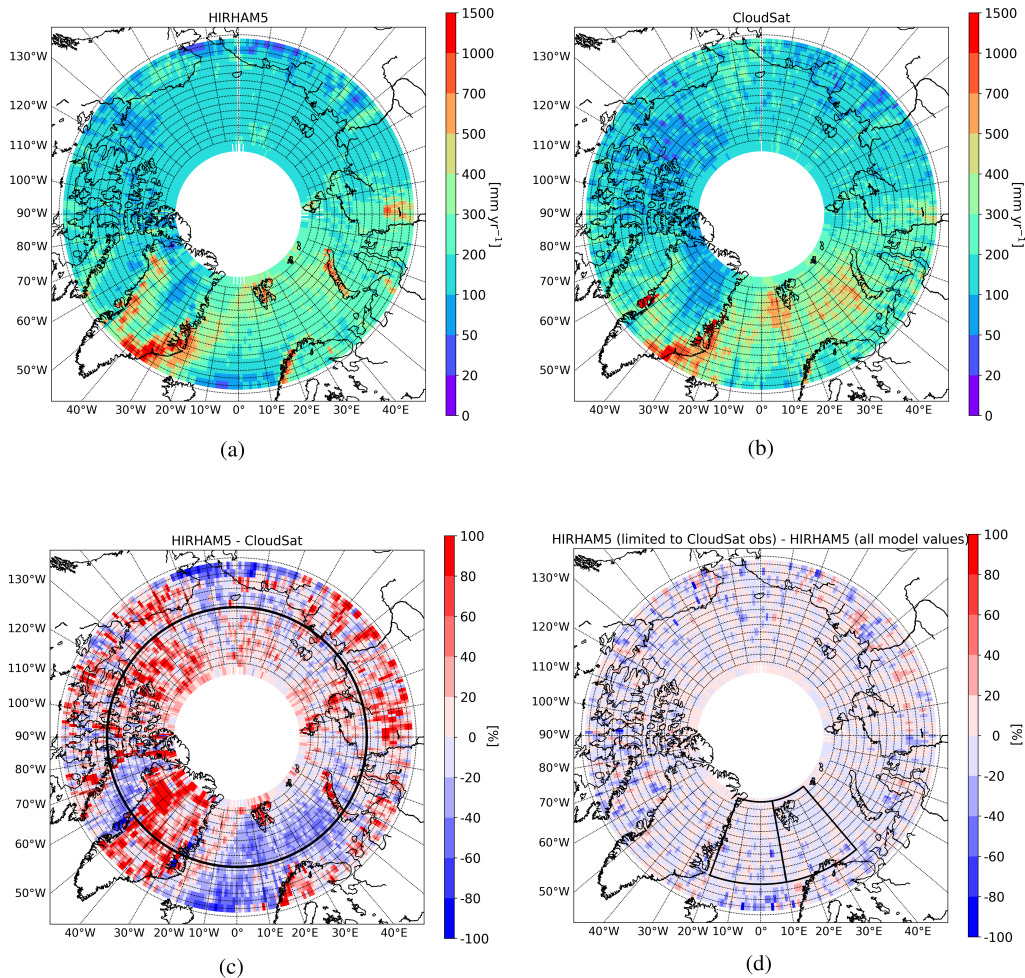 HIRHAM5
CloudSat
130°W
120°W
110°W
100°W
90°W
80°W
70°W
60°W
50°W
40°W 30°W 20°W 10°W 0° 10°E 20°E 30°E 40°E
1500
1000
700
500
400
300
200
100
50
20
0
[mm yr⁻¹]
130°W
120°W
110°W
100°W
90°W
80°W
70°W
60°W
50°W
40°W 30°W 20°W 10°W 0° 10°E 20°E 30°E 40°E
1500
1000
700
500
400
300
200
100
50
20
0
[mm yr⁻¹]
(a)
(b)
HIRHAM5 - CloudSat
HIRHAM5 (limited to CloudSat obs) - HIRHAM5 (all model values)
130°W
120°W
110°W
100°W
90°W
80°W
70°W
60°W
50°W
40°W 30°W 20°W 10°W 0° 10°E 20°E 30°E 40°E
100
80
60
40
20
0
-20
-40
-60
-80
-100
[%]
130°W
120°W
110°W
100°W
90°W
80°W
70°W
60°W
50°W
40°W 30°W 20°W 10°W 0° 10°E 20°E 30°E 40°E
100
80
60
40
20
0
-20
-40
-60
-80
-100
[%]
(c)
(d)